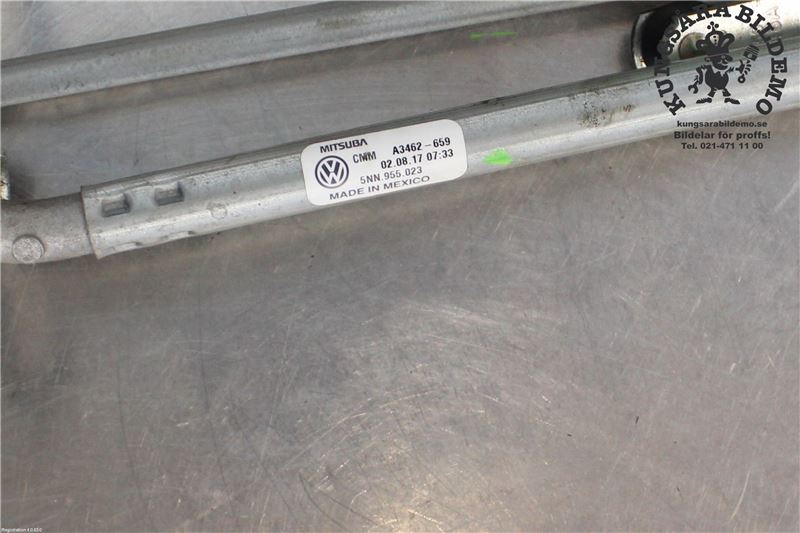 KUNGSÄRA BILDEMO
kungsarabildemo.se
Bildelar för proffs!
Tel. 021-471 11 00
MITSUBA
CMM A3462-659
02.08.17 07:33
5NN.955.023
MADE IN MEXICO